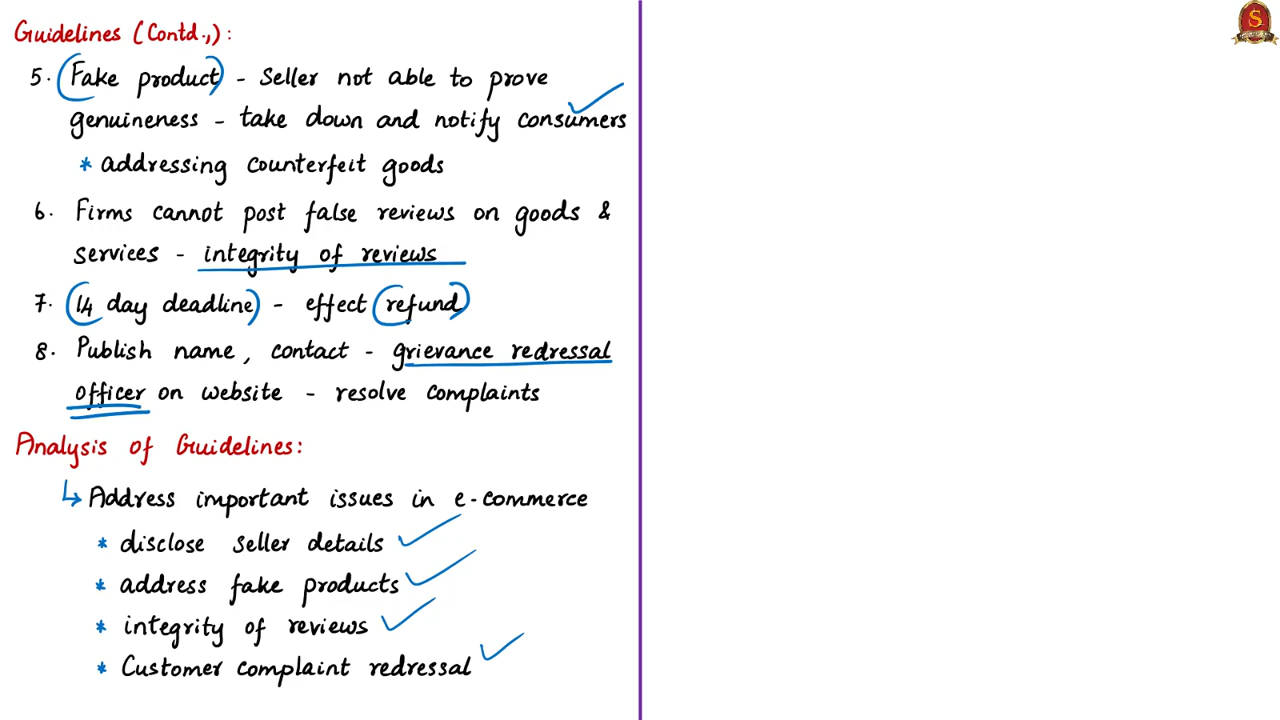 Guidelines (Contd.,) :
5. (Fake product) - Seller not able to prove
genuineness - take down and notify consumers
* addressing counterfeit goods
6. Firms cannot post false reviews on goods &
services - integrity of reviews
7. (14 day deadline) - effect (refund)
8. Publish name, contact - grievance redressal
officer on website - resolve complaints
Analysis of Guidelines:
↳ Address important issues in e-commerce
* disclose seller details
* address fake products
* integrity of reviews
* Customer complaint redressal
S